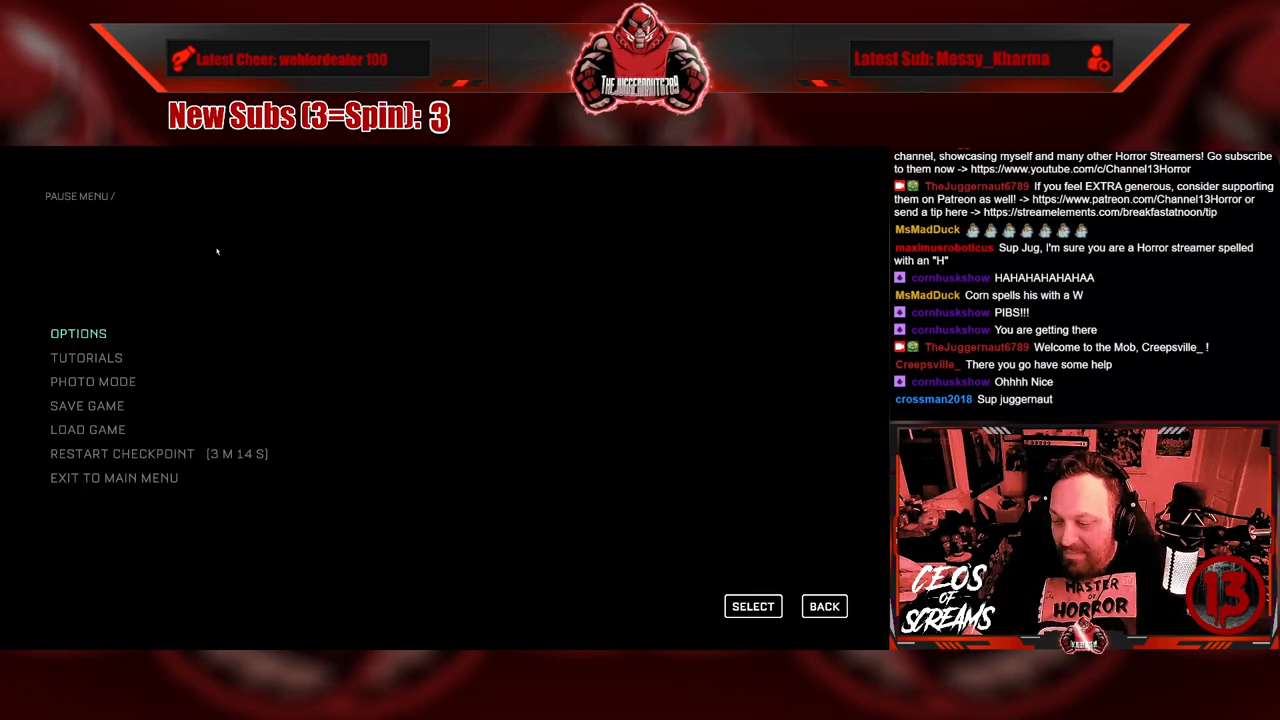 Latest Cheer: wehlerdealer 100
THEJUGGERNAUT6789
Latest Sub: Messy_Kharma
New Subs (3=Spin): 3
PAUSE MENU /
OPTIONS
TUTORIALS
PHOTO MODE
SAVE GAME
LOAD GAME
RESTART CHECKPOINT (3 M 14 S)
EXIT TO MAIN MENU
SELECT
BACK
channel, showcasing myself and many other Horror Streamers! Go subscribe
to them now -> https://www.youtube.com/c/Channel13Horror
TheJuggernaut6789 If you feel EXTRA generous, consider supporting
them on Patreon as well! -> https://www.patreon.com/Channel13Horror or
send a tip here -> https://streamelements.com/breakfastatnoon/tip
MsMadDuck
maximusroboticus Sup Jug, I'm sure you are a Horror streamer spelled
with an "H"
cornhuskshow HAHAHAHAHAHAA
MsMadDuck Corn spells his with a W
cornhuskshow PIBS!!!
cornhuskshow You are getting there
TheJuggernaut6789 Welcome to the Mob, Creepsville_ !
Creepsville_ There you go have some help
cornhuskshow Ohhhh Nice
crossman2018 Sup juggernaut
CEO'S
OF
SCREAMS
MASTER
OF
HORROR
13